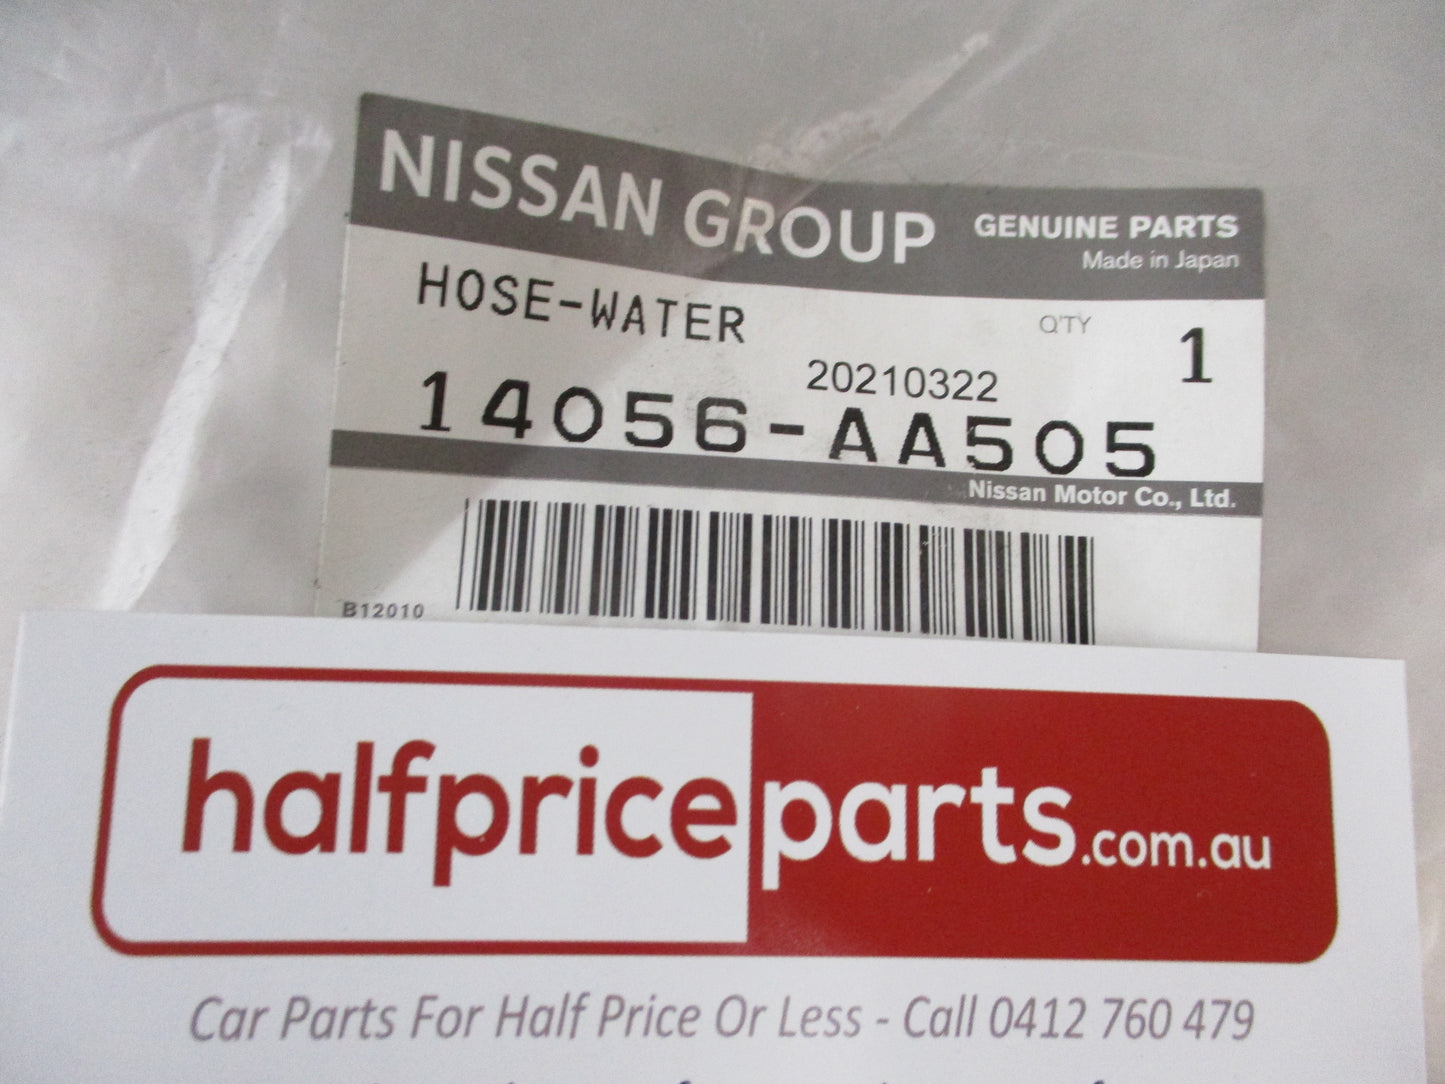 NISSAN GROUP GENUINE PARTS
Made in Japan
HOSE-WATER Q'TY 1
20210322
14056-AA505
Nissan Motor Co., Ltd.
B12010
halfpriceparts.com.au
Car Parts For Half Price Or Less - Call 0412 760 479